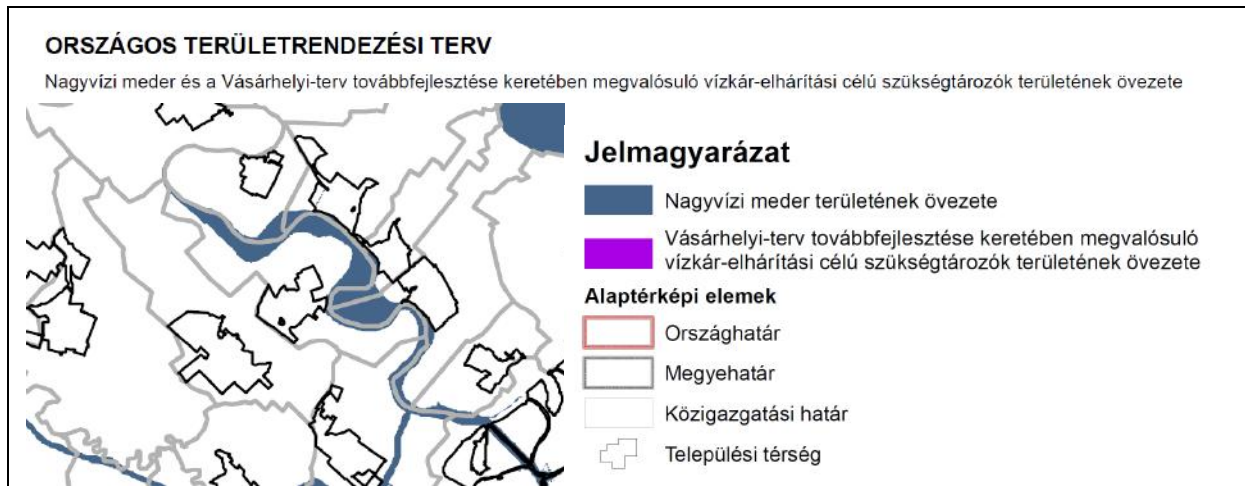 ORSZÁGOS TERÜLETRENDEZÉSI TERV
Nagyvízi meder és a Vásárhelyi-terv továbbfejlesztése keretében megvalósuló vízkár-elhárítási célú szükségtározók területének övezete
Jelmagyarázat
Nagyvízi meder területének övezete
Vásárhelyi-terv továbbfejlesztése keretében megvalósuló
vízkár-elhárítási célú szükségtározók területének övezete
Alaptérképi elemek
Országhatár
Megyehatár
Közigazgatási határ
Települési térség